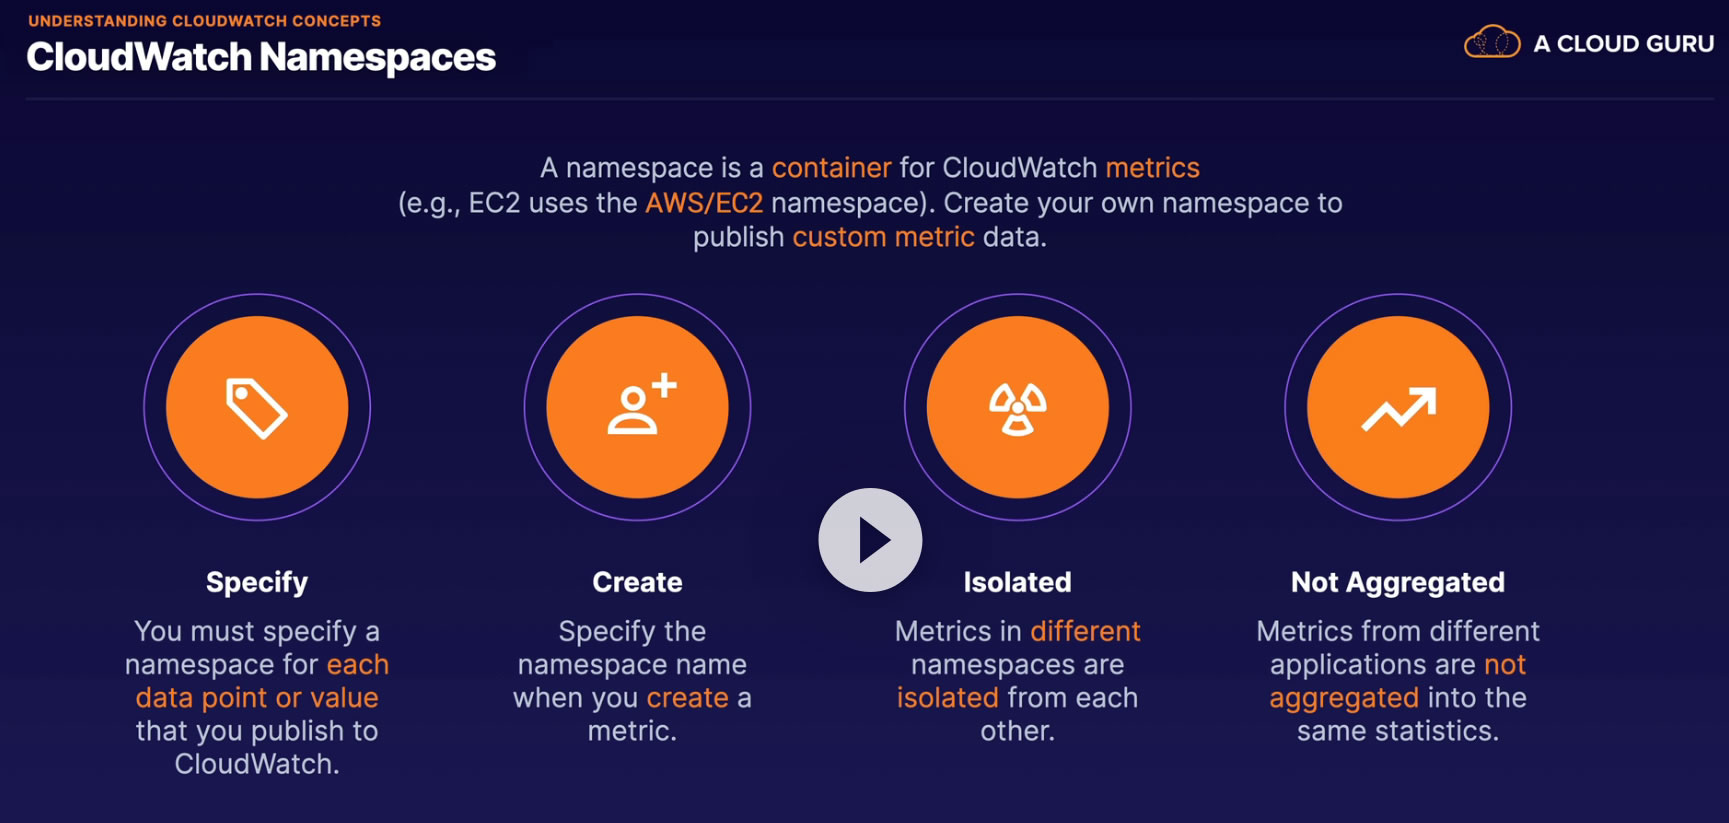 UNDERSTANDING CLOUDWATCH CONCEPTS
CloudWatch Namespaces
A CLOUD GURU
A namespace is a container for CloudWatch metrics
(e.g., EC2 uses the AWS/EC2 namespace). Create your own namespace to
publish custom metric data.
Specify
You must specify a
namespace for each
data point or value
that you publish to
CloudWatch.
Create
Specify the
namespace name
when you create a
metric.
Isolated
Metrics in different
namespaces are
isolated from each
other.
Not Aggregated
Metrics from different
applications are not
aggregated into the
same statistics.